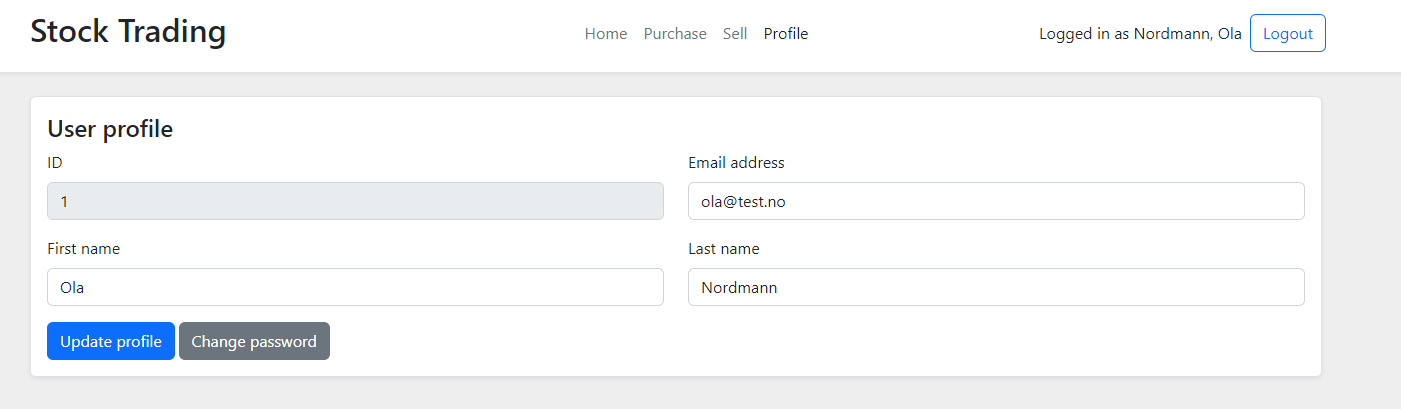 Stock Trading
Home Purchase Sell Profile
Logged in as Nordmann, Ola Logout
User profile
ID
1
Email address
ola@test.no
First name
Ola
Last name
Nordmann
Update profile Change password